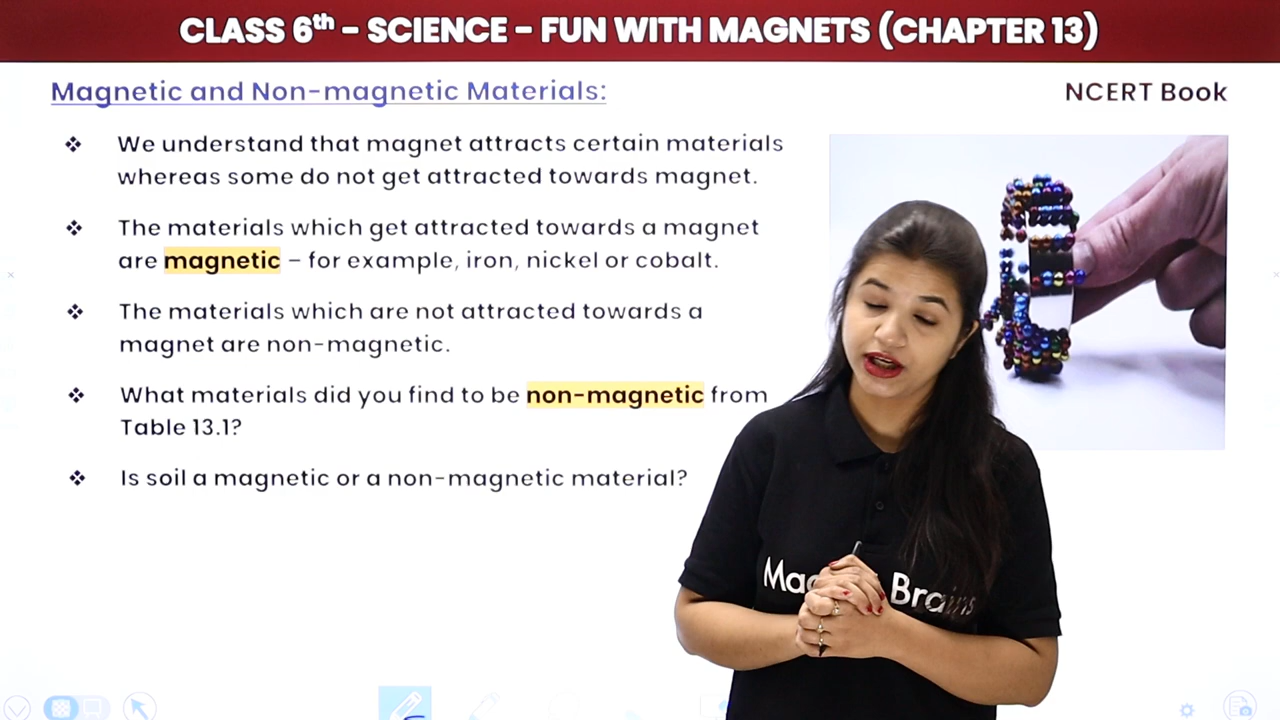 CLASS 6th – SCIENCE – FUN WITH MAGNETS (CHAPTER 13)
Magnetic and Non-magnetic Materials:
NCERT Book
❖ We understand that magnet attracts certain materials
whereas some do not get attracted towards magnet.
❖ The materials which get attracted towards a magnet
are magnetic – for example, iron, nickel or cobalt.
❖ The materials which are not attracted towards a
magnet are non-magnetic.
❖ What materials did you find to be non-magnetic from
Table 13.1?
❖ Is soil a magnetic or a non-magnetic material?
Brains